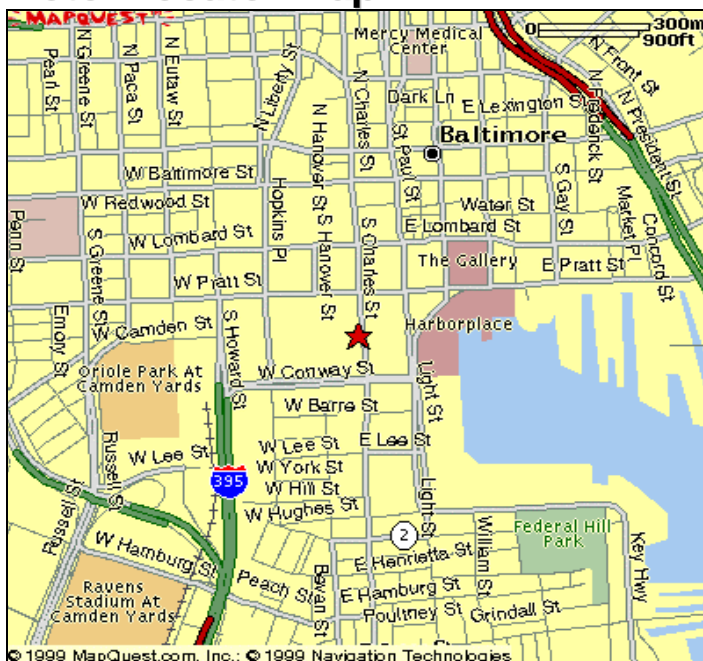 MAPQUEST
0 300m
900ft
Mercy Medical
Center
Pearl St
N Greene St
N Paca St
N Eutaw St
N Liberty St
N Hanover St
N Charles St
Dark Ln
St Paul St
E Lexington St
N Frederick St
N Front St
N President St
Baltimore
W Baltimore St
W Redwood St
Hopkins Pl
S Hanover St
Water St
S Gay St
Market Pl
Concord St
Penn St
S Greene St
W Lombard St
E Lombard St
S Charles St
The Gallery
E Pratt St
W Pratt St
Emory St
W Camden St
S Howard St
Harborplace
Oriole Park At
Camden Yards
W Conway St
Light St
W Barre St
Russell St
W Lee St
W Lee St
E Lee St
395
W York St
W Hill St
Light St
Russell St
W Hughes St
2
William St
Federal Hill
Park
Key Hwy
W Hamburg St
E Henrietta St
Peach St
Bevan St
E Hamburg St
Ravens
Stadium At
Camden Yards
Poultney St
Grindall St
© 1999 MapQuest.com, Inc.; © 1999 Navigation Technologies